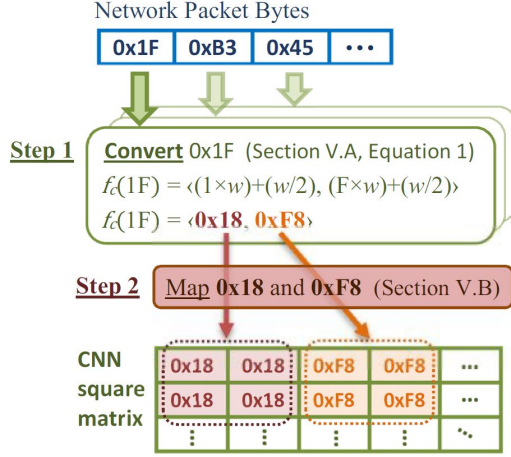 Network Packet Bytes
0x1F 0xB3 0x45 ...
Step 1
Convert 0x1F (Section V.A, Equation 1)
fc(1F) = ‹(1×w)+(w/2), (F×w)+(w/2)›
fc(1F) = ‹0x18, 0xF8›
Step 2
Map 0x18 and 0xF8 (Section V.B)
CNN
square
matrix
0x18 0x18 0xF8 0xF8 ...
0x18 0x18 0xF8 0xF8 ...
⋮ ⋮ ⋮ ⋮ ⋱